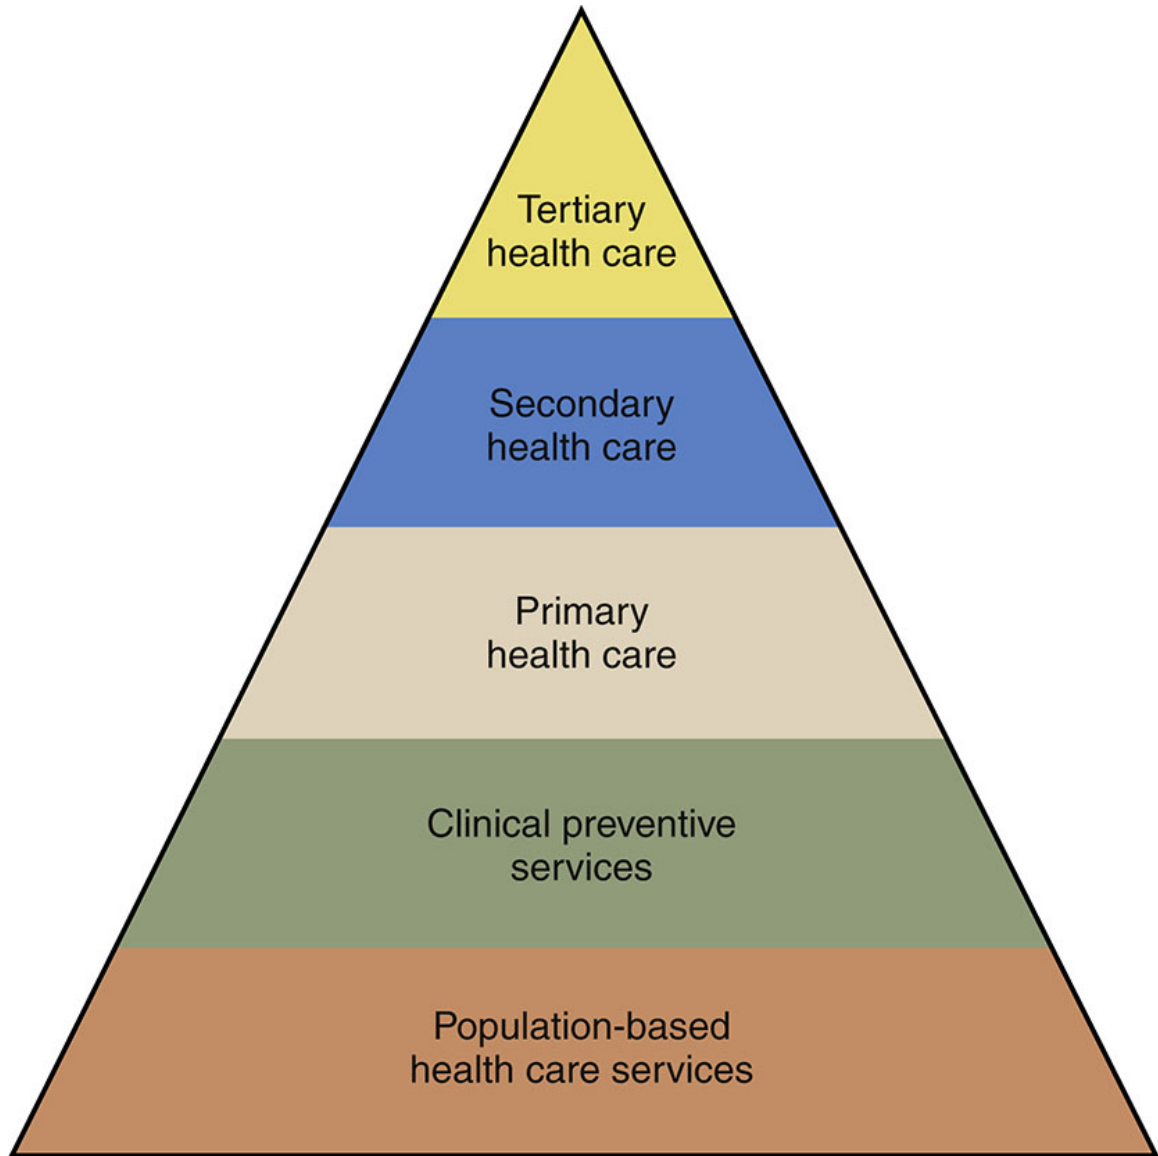 Tertiary
health care
Secondary
health care
Primary
health care
Clinical preventive
services
Population-based
health care services